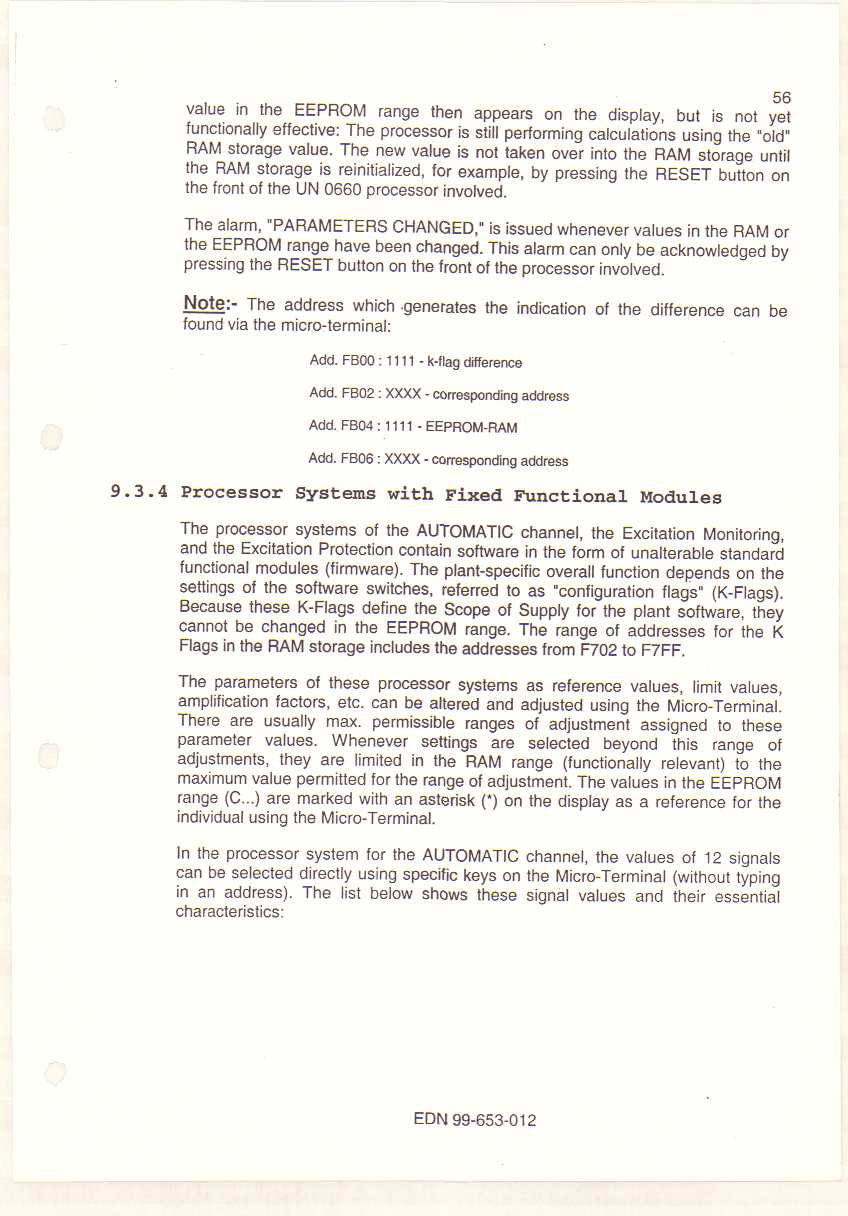 56
value in the EEPROM range then appears on the display, but is not yet
functionally effective: The processor is still performing calculations using the "old"
RAM storage value. The new value is not taken over into the RAM storage until
the RAM storage is reinitialized, for example, by pressing the RESET button on
the front of the UN 0660 processor involved.
The alarm, "PARAMETERS CHANGED," is issued whenever values in the RAM or
the EEPROM range have been changed. This alarm can only be acknowledged by
pressing the RESET button on the front of the processor involved.
Note:- The address which generates the indication of the difference can be
found via the micro-terminal:
Add. FB00 : 1111 - k-flag difference
Add. FB02 : XXXX - corresponding address
Add. FB04 : 1111 - EEPROM-RAM
Add. FB06 : XXXX - corresponding address
9.3.4 Processor Systems with Fixed Functional Modules
The processor systems of the AUTOMATIC channel, the Excitation Monitoring,
and the Excitation Protection contain software in the form of unalterable standard
functional modules (firmware). The plant-specific overall function depends on the
settings of the software switches, referred to as "configuration flags" (K-Flags).
Because these K-Flags define the Scope of Supply for the plant software, they
cannot be changed in the EEPROM range. The range of addresses for the K
Flags in the RAM storage includes the addresses from F702 to F7FF.
The parameters of these processor systems as reference values, limit values,
amplification factors, etc. can be altered and adjusted using the Micro-Terminal.
There are usually max. permissible ranges of adjustment assigned to these
parameter values. Whenever settings are selected beyond this range of
adjustments, they are limited in the RAM range (functionally relevant) to the
maximum value permitted for the range of adjustment. The values in the EEPROM
range (C...) are marked with an asterisk (*) on the display as a reference for the
individual using the Micro-Terminal.
In the processor system for the AUTOMATIC channel, the values of 12 signals
can be selected directly using specific keys on the Micro-Terminal (without typing
in an address). The list below shows these signal values and their essential
characteristics:
EDN 99-653-012